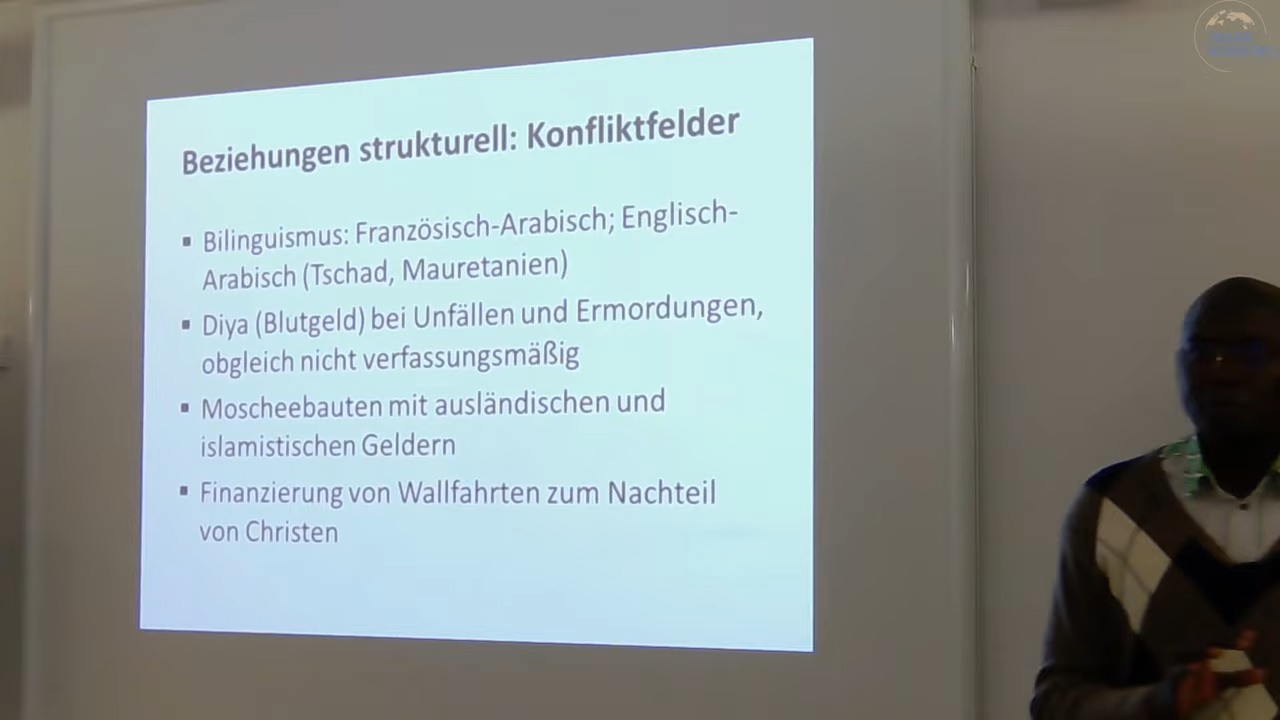 Beziehungen strukturell: Konfliktfelder
▪ Bilinguismus: Französisch-Arabisch; Englisch-
Arabisch (Tschad, Mauretanien)
▪ Diya (Blutgeld) bei Unfällen und Ermordungen,
obgleich nicht verfassungsmäßig
▪ Moscheebauten mit ausländischen und
islamistischen Geldern
▪ Finanzierung von Wallfahrten zum Nachteil
von Christen